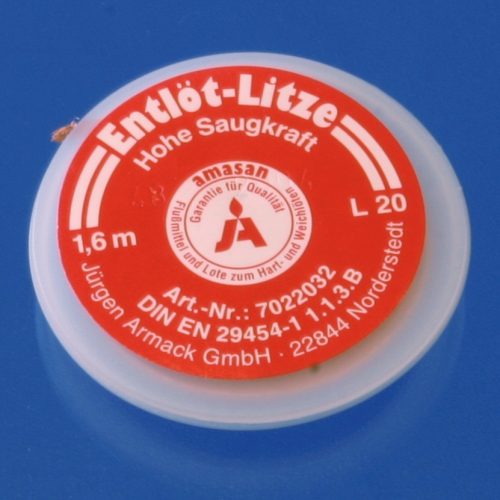 Entlöt-Litze
Hohe Saugkraft
amasan
Garantie für Qualität
Flußmittel und Lote zum Hart- und Weichlöten
JA
1,6 m
L 20
Art.-Nr.: 7022032
DIN EN 29454-1 1.1.3.B
Jürgen Armack GmbH · 22844 Norderstedt